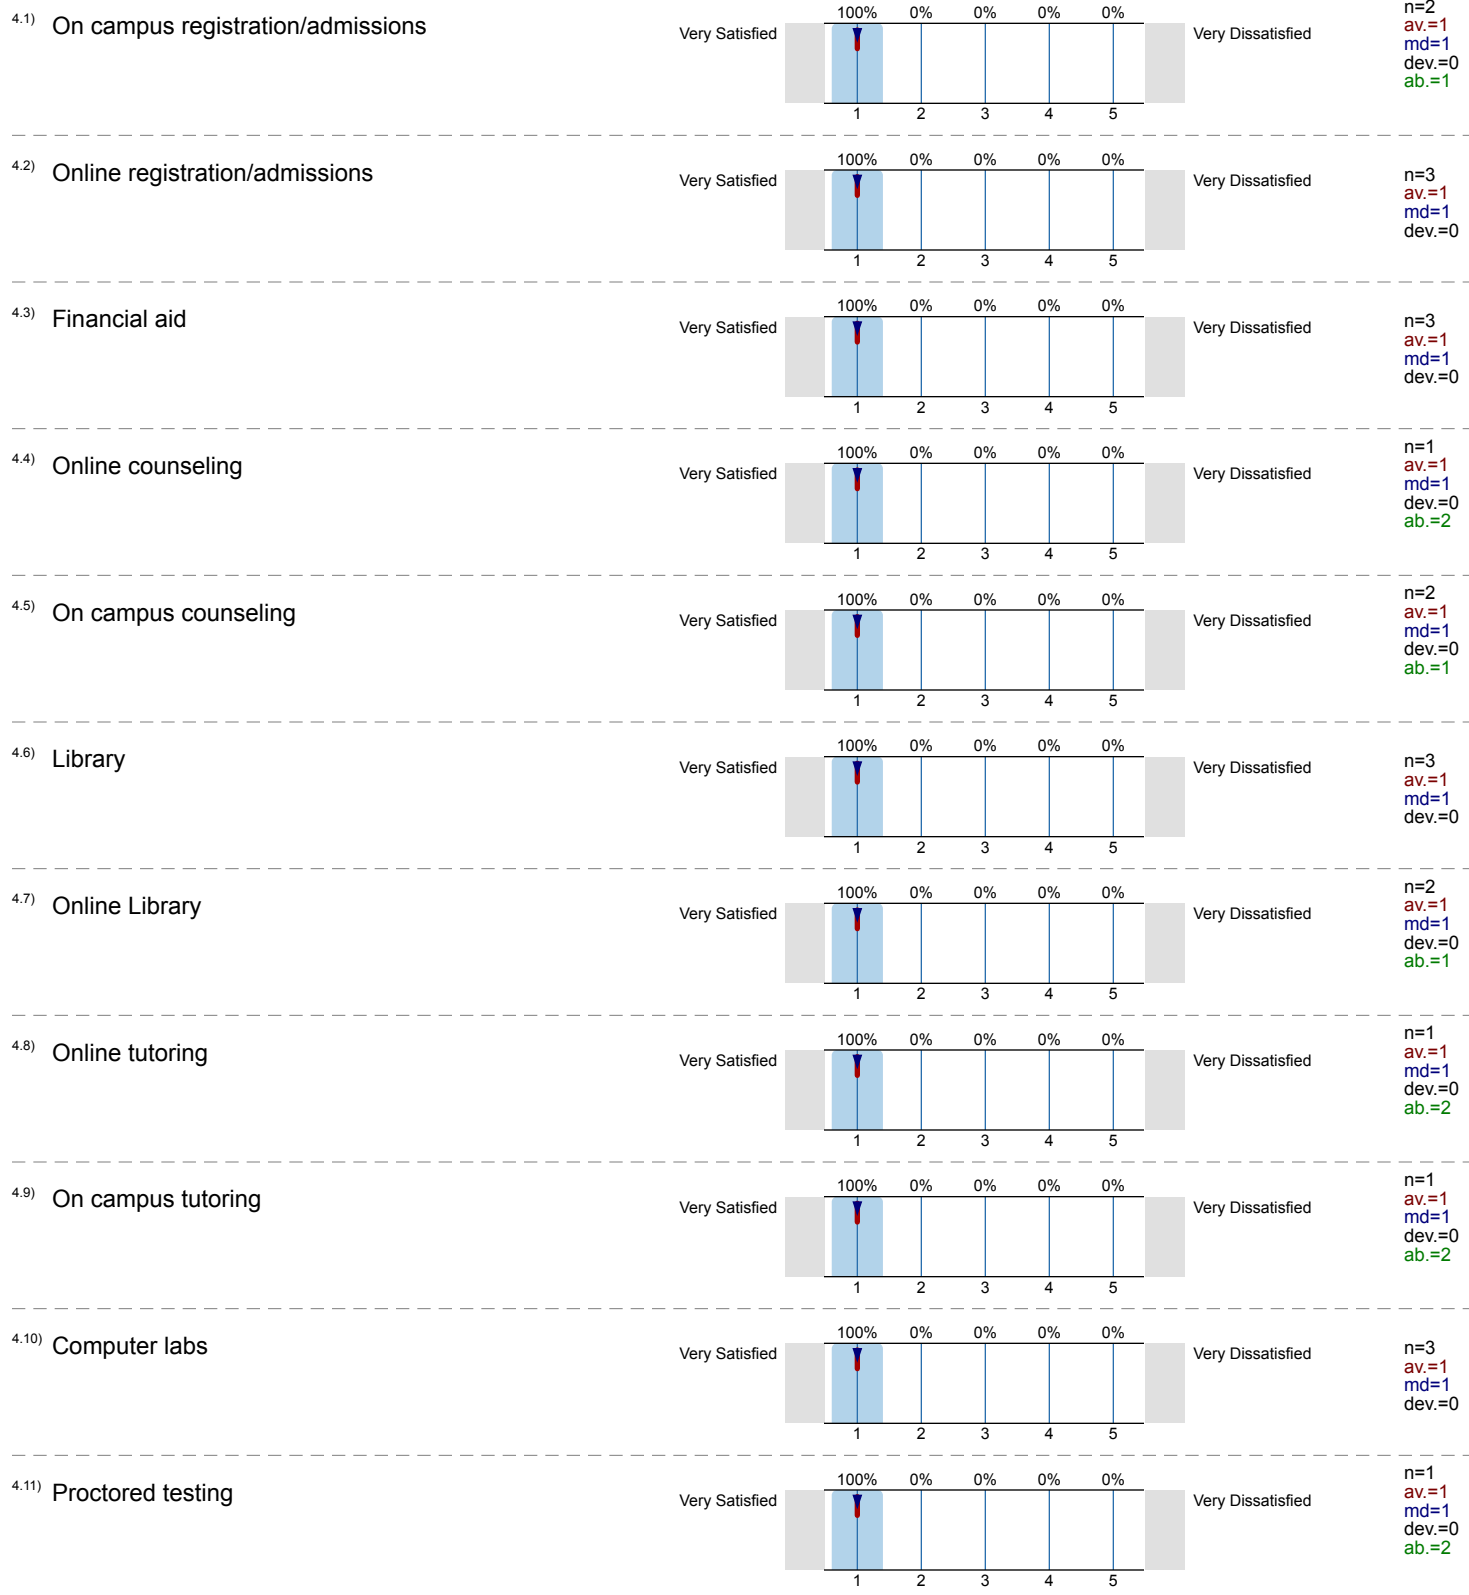 4.1) On campus registration/admissions
Very Satisfied
100% 0% 0% 0%
1 2 3 4 5
Very Dissatisfied
n=2
av.=1
md=1
dev.=0
ab.=1
4.2) Online registration/admissions
Very Satisfied
100% 0% 0% 0% 0%
1 2 3 4 5
Very Dissatisfied
n=3
av.=1
md=1
dev.=0
4.3) Financial aid
Very Satisfied
100% 0% 0% 0% 0%
1 2 3 4 5
Very Dissatisfied
n=3
av.=1
md=1
dev.=0
4.4) Online counseling
Very Satisfied
100% 0% 0% 0% 0%
1 2 3 4 5
Very Dissatisfied
n=1
av.=1
md=1
dev.=0
ab.=2
4.5) On campus counseling
Very Satisfied
100% 0% 0% 0% 0%
1 2 3 4 5
Very Dissatisfied
n=2
av.=1
md=1
dev.=0
ab.=1
4.6) Library
Very Satisfied
100% 0% 0% 0% 0%
1 2 3 4 5
Very Dissatisfied
n=3
av.=1
md=1
dev.=0
4.7) Online Library
Very Satisfied
100% 0% 0% 0% 0%
1 2 3 4 5
Very Dissatisfied
n=2
av.=1
md=1
dev.=0
ab.=1
4.8) Online tutoring
Very Satisfied
100% 0% 0% 0% 0%
1 2 3 4 5
Very Dissatisfied
n=1
av.=1
md=1
dev.=0
ab.=2
4.9) On campus tutoring
Very Satisfied
100% 0% 0% 0% 0%
1 2 3 4 5
Very Dissatisfied
n=1
av.=1
md=1
dev.=0
ab.=2
4.10) Computer labs
Very Satisfied
100% 0% 0% 0% 0%
1 2 3 4 5
Very Dissatisfied
n=3
av.=1
md=1
dev.=0
4.11) Proctored testing
Very Satisfied
100% 0% 0% 0% 0%
1 2 3 4 5
Very Dissatisfied
n=1
av.=1
md=1
dev.=0
ab.=2